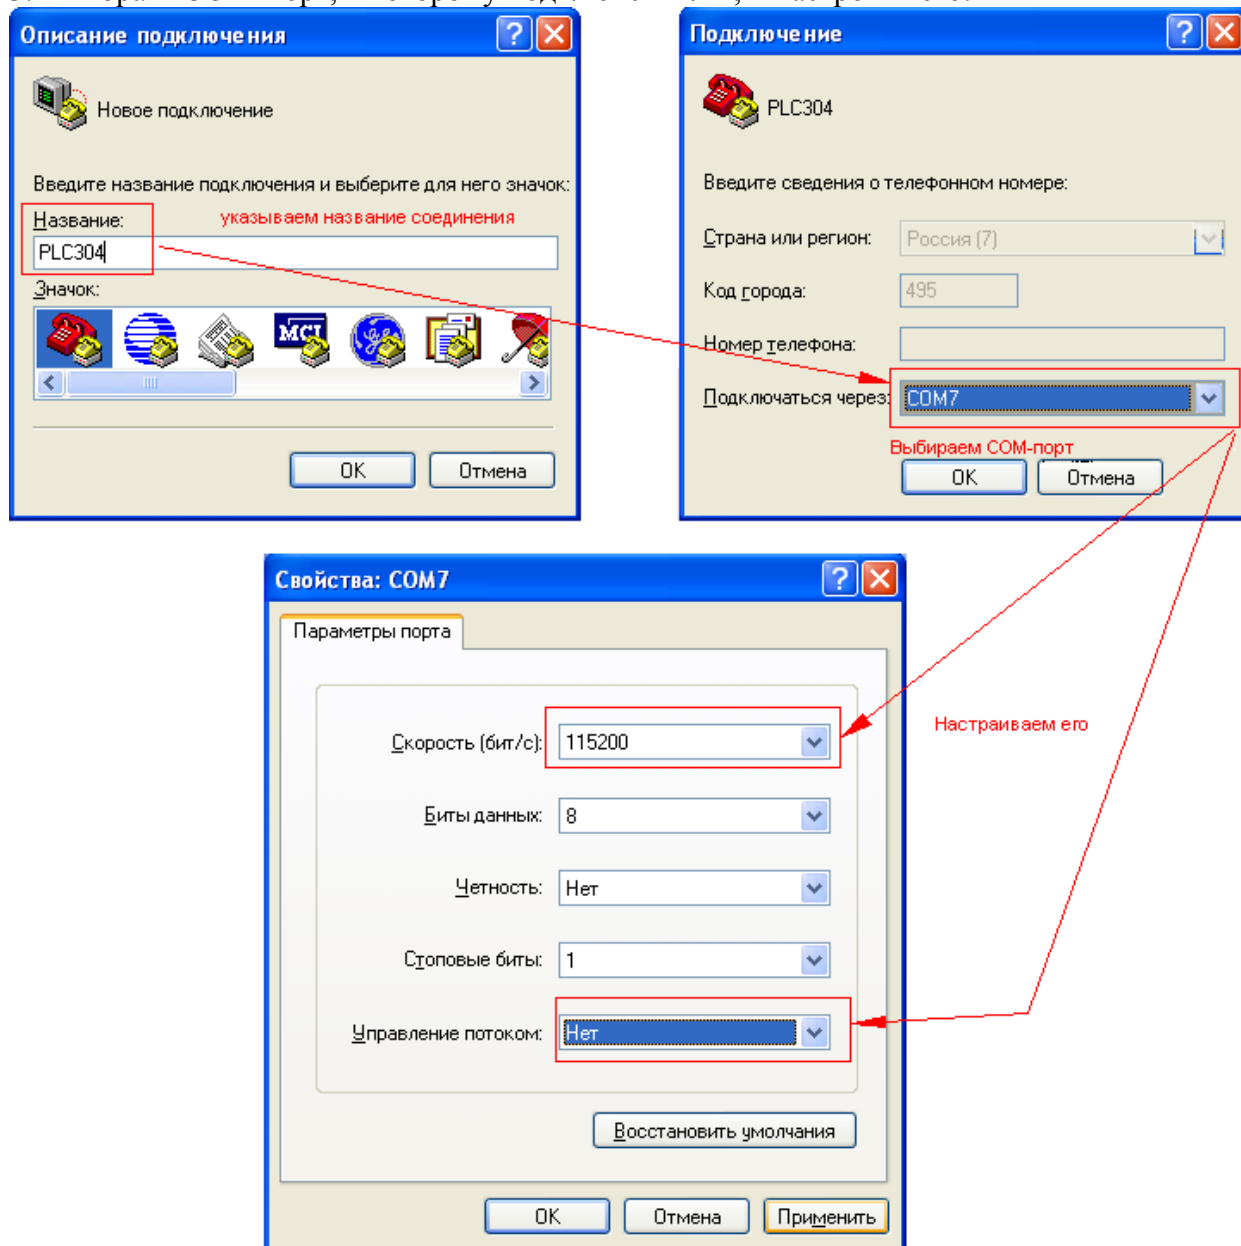 Описание подключения
Новое подключение
Введите название подключения и выберите для него значок:
Название:
указываем название соединения
PLC304
Значок:
MCI
OK
Отмена
Подключение
PLC304
Введите сведения о телефонном номере:
Страна или регион:
Россия (7)
Код города:
495
Номер телефона:
Подключаться через:
COM7
Выбираем COM-порт
OK
Отмена
Свойства: COM7
Параметры порта
Скорость (бит/с):
115200
Настраиваем его
Биты данных:
8
Четность:
Нет
Стоповые биты:
1
Управление потоком:
Нет
Восстановить умолчания
OK
Отмена
Применить